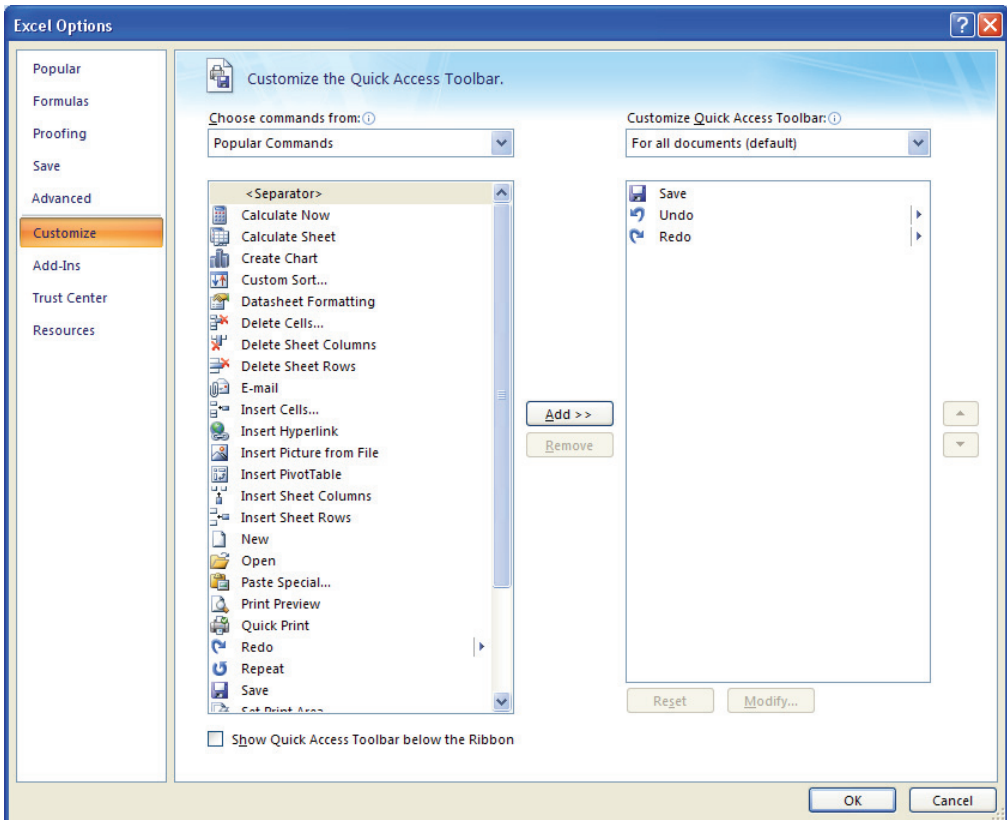 Excel Options
Popular
Formulas
Proofing
Save
Advanced
Customize
Add-Ins
Trust Center
Resources
Customize the Quick Access Toolbar.
Choose commands from:
Popular Commands
<Separator>
Calculate Now
Calculate Sheet
Create Chart
Custom Sort...
Datasheet Formatting
Delete Cells...
Delete Sheet Columns
Delete Sheet Rows
E-mail
Insert Cells...
Insert Hyperlink
Insert Picture from File
Insert PivotTable
Insert Sheet Columns
Insert Sheet Rows
New
Open
Paste Special...
Print Preview
Quick Print
Redo
Repeat
Save
Set Print Area
Show Quick Access Toolbar below the Ribbon
Add >>
Remove
Customize Quick Access Toolbar:
For all documents (default)
Save
Undo
Redo
Reset
Modify...
OK
Cancel